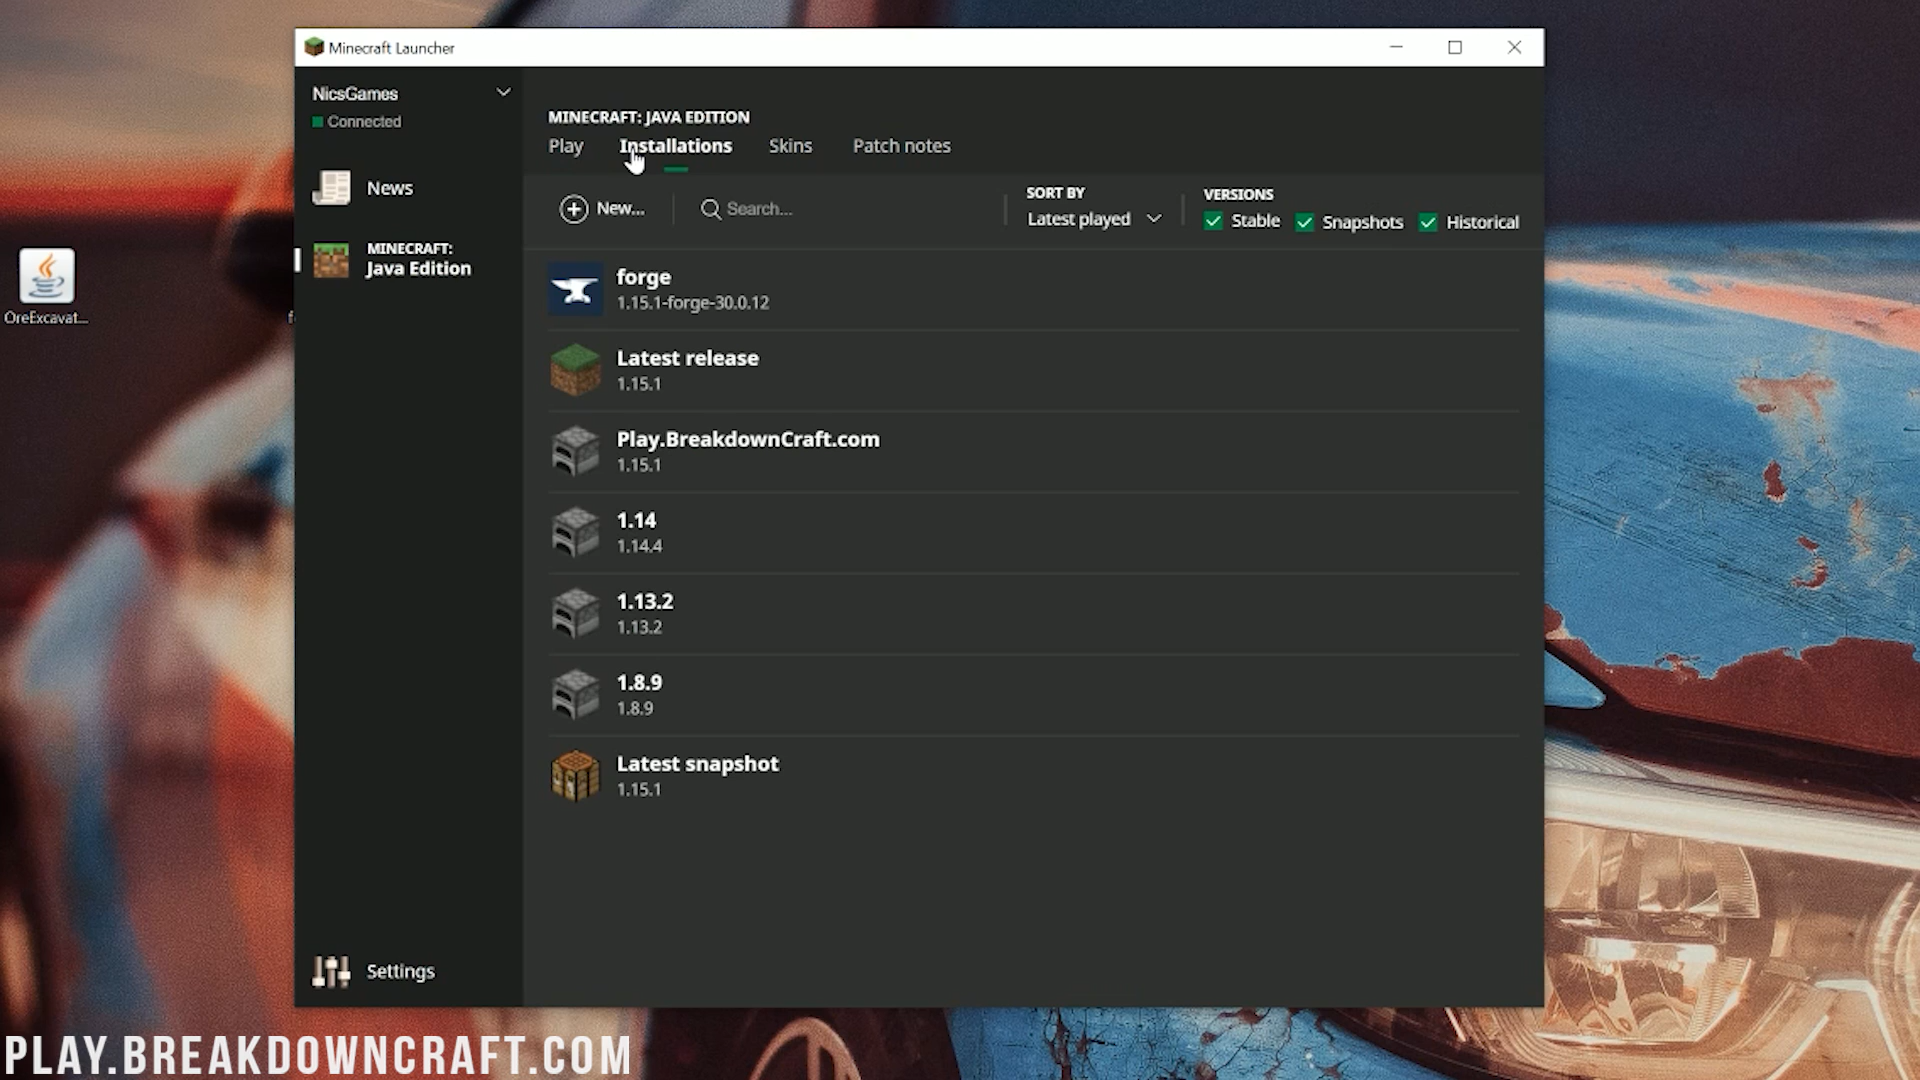 Minecraft Launcher
NicsGames
Connected
News
MINECRAFT:
Java Edition
Settings
MINECRAFT: JAVA EDITION
Play Installations Skins Patch notes
New... Search...
SORT BY
Latest played
VERSIONS
Stable Snapshots Historical
forge
1.15.1-forge-30.0.12
Latest release
1.15.1
Play.BreakdownCraft.com
1.15.1
1.14
1.14.4
1.13.2
1.13.2
1.8.9
1.8.9
Latest snapshot
1.15.1
OreExcavat...
PLAY.BREAKDOWNCRAFT.COM